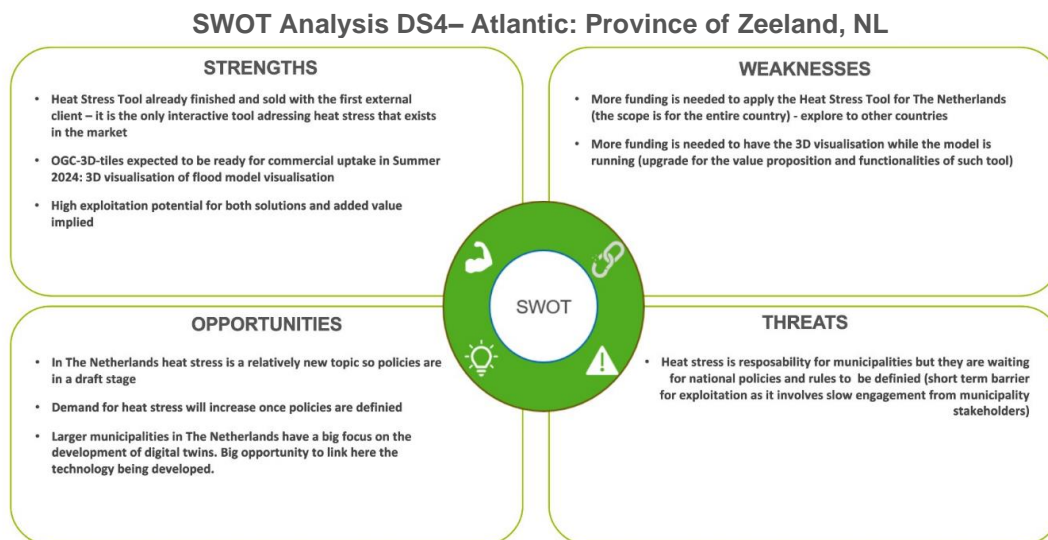 SWOT Analysis DS4– Atlantic: Province of Zeeland, NL
STRENGTHS
• Heat Stress Tool already finished and sold with the first external
client – it is the only interactive tool adressing heat stress that exists
in the market
• OGC-3D-tiles expected to be ready for commercial uptake in Summer
2024: 3D visualisation of flood model visualisation
• High exploitation potential for both solutions and added value
implied
WEAKNESSES
• More funding is needed to apply the Heat Stress Tool for The Netherlands
(the scope is for the entire country) - explore to other countries
• More funding is needed to have the 3D visualisation while the model is
running (upgrade for the value proposition and functionalities of such tool)
SWOT
OPPORTUNITIES
• In The Netherlands heat stress is a relatively new topic so policies are
in a draft stage
• Demand for heat stress will increase once policies are definied
• Larger municipalities in The Netherlands have a big focus on the
development of digital twins. Big opportunity to link here the
technology being developed.
THREATS
• Heat stress is resposability for municipalities but they are waiting
for national policies and rules to be definied (short term barrier
for exploitation as it involves slow engagement from municipality
stakeholders)